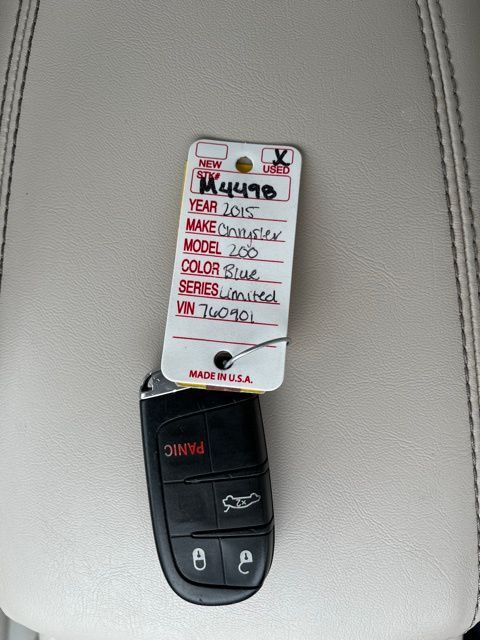 X
NEW USED
STK# M4498
YEAR 2015
MAKE Chrysler
MODEL 200
COLOR Blue
SERIES Limited
VIN 760901
MADE IN U.S.A.
PANIC
x2